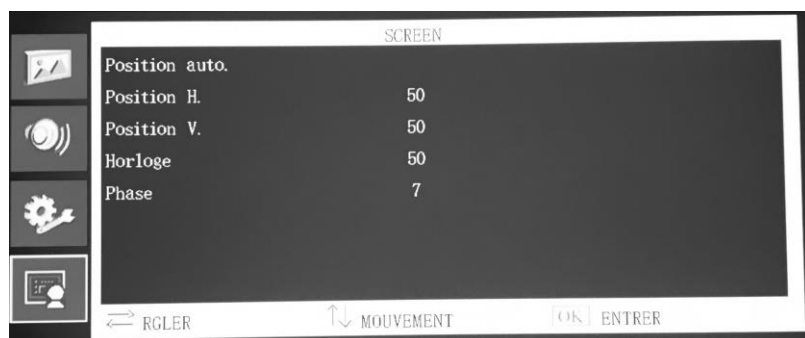 SCREEN
Position auto.
Position H. 50
Position V. 50
Horloge 50
Phase 7
RGLER MOUVEMENT OK ENTRER